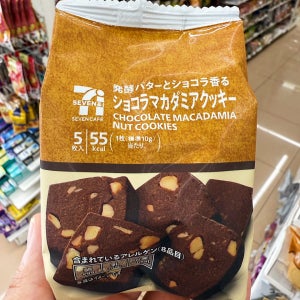 発酵バターとショコラ香る
ショコラマカダミアクッキー
CHOCOLATE MACADAMIA
NUT COOKIES
7
SEVEN CAFÉ
5枚入
55kcal
1枚(標準10g)当たり
含まれているアレルゲン(8品目)